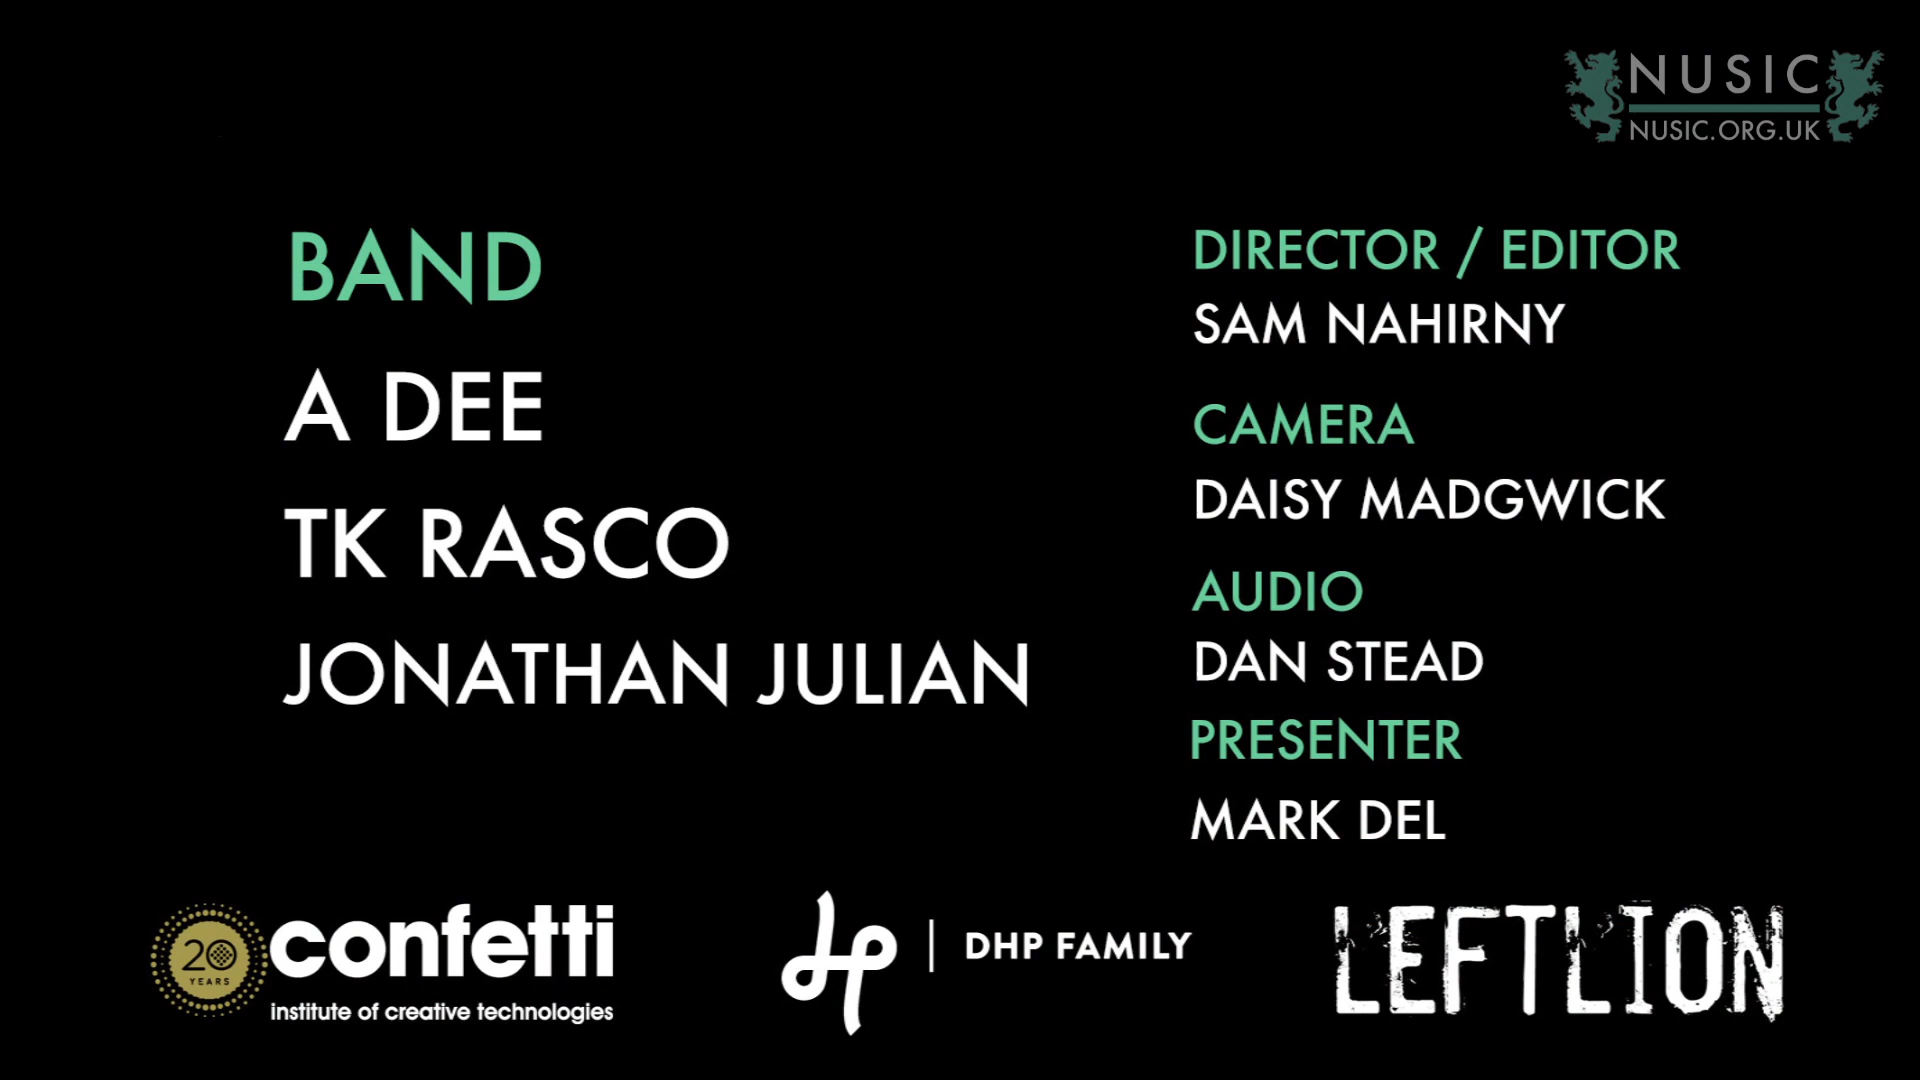 NUSIC
NUSIC.ORG.UK
BAND
A DEE
TK RASCO
JONATHAN JULIAN
DIRECTOR / EDITOR
SAM NAHIRNY
CAMERA
DAISY MADGWICK
AUDIO
DAN STEAD
PRESENTER
MARK DEL
20
YEARS
confetti
institute of creative technologies
DHP FAMILY
LEFTLION